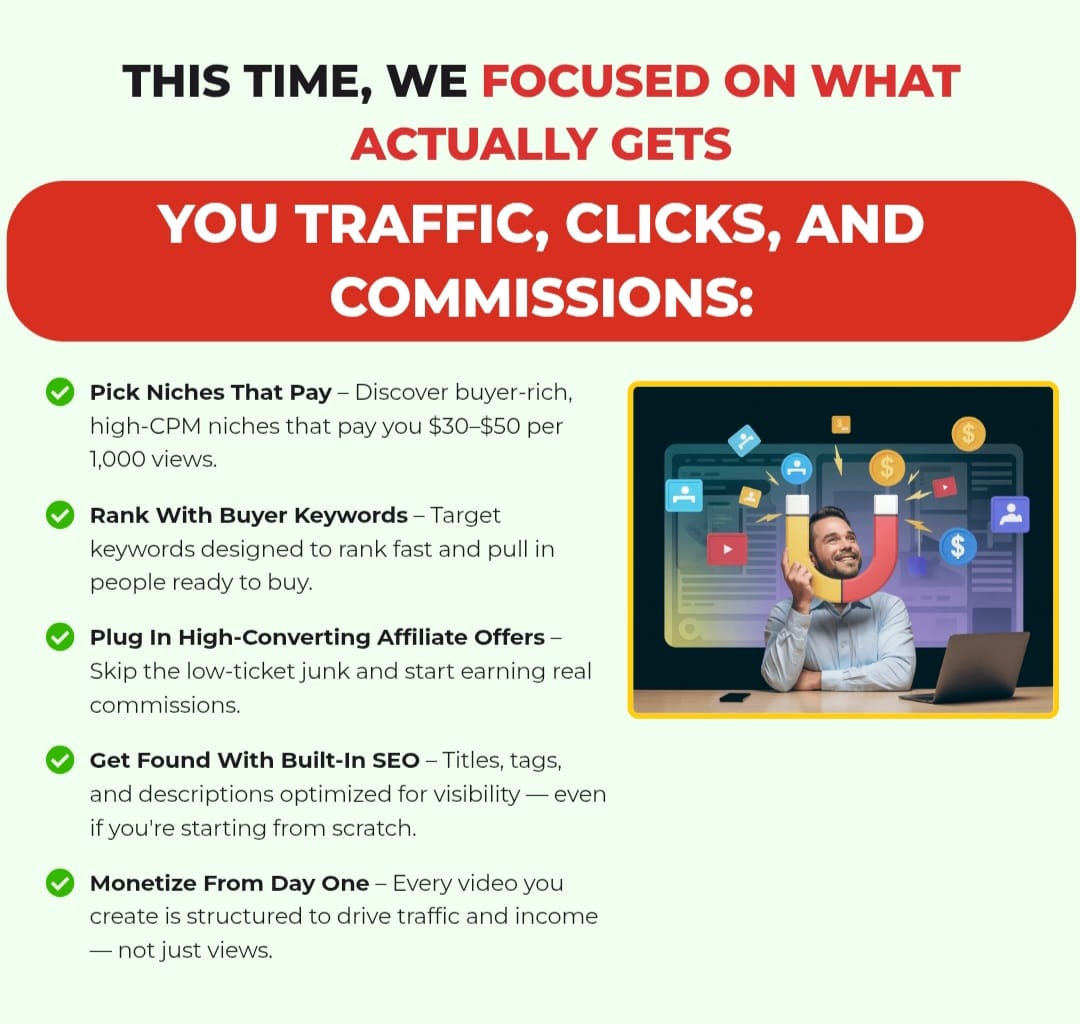 THIS TIME, WE FOCUSED ON WHAT
ACTUALLY GETS
YOU TRAFFIC, CLICKS, AND
COMMISSIONS:
Pick Niches That Pay – Discover buyer-rich,
high-CPM niches that pay you $30–$50 per
1,000 views.
Rank With Buyer Keywords – Target
keywords designed to rank fast and pull in
people ready to buy.
Plug In High-Converting Affiliate Offers –
Skip the low-ticket junk and start earning real
commissions.
Get Found With Built-In SEO – Titles, tags,
and descriptions optimized for visibility — even
if you're starting from scratch.
Monetize From Day One – Every video you
create is structured to drive traffic and income
— not just views.